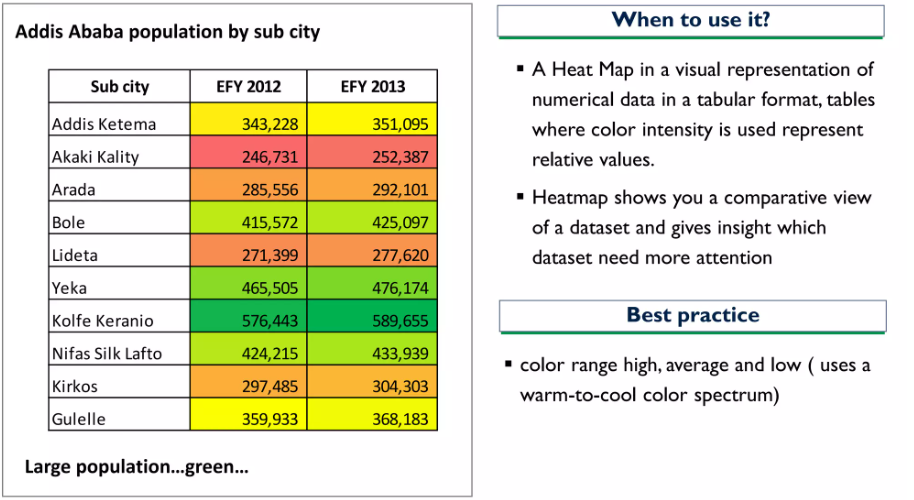 Addis Ababa population by sub city
Sub city EFY 2012 EFY 2013
Addis Ketema 343,228 351,095
Akaki Kality 246,731 252,387
Arada 285,556 292,101
Bole 415,572 425,097
Lideta 271,399 277,620
Yeka 465,505 476,174
Kolfe Keranio 576,443 589,655
Nifas Silk Lafto 424,215 433,939
Kirkos 297,485 304,303
Gulelle 359,933 368,183
Large population...green...
When to use it?
▪ A Heat Map in a visual representation of
numerical data in a tabular format, tables
where color intensity is used represent
relative values.
▪ Heatmap shows you a comparative view
of a dataset and gives insight which
dataset need more attention
Best practice
▪ color range high, average and low ( uses a
warm-to-cool color spectrum)